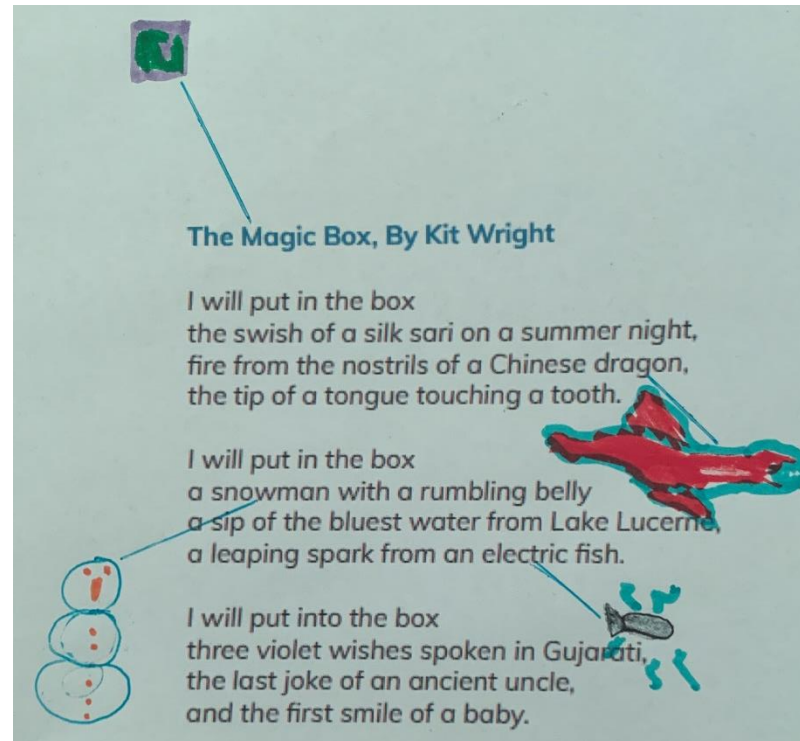 The Magic Box, By Kit Wright
I will put in the box
the swish of a silk sari on a summer night,
fire from the nostrils of a Chinese dragon,
the tip of a tongue touching a tooth.
I will put in the box
a snowman with a rumbling belly
a sip of the bluest water from Lake Lucerne,
a leaping spark from an electric fish.
I will put into the box
three violet wishes spoken in Gujarati,
the last joke of an ancient uncle,
and the first smile of a baby.